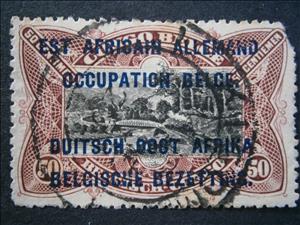 EST AFRICAIN ALLEMAND
OCCUPATION BELGE.
DUITSCH OOST AFRIKA
BELGISCHE BEZETTING.
50 50